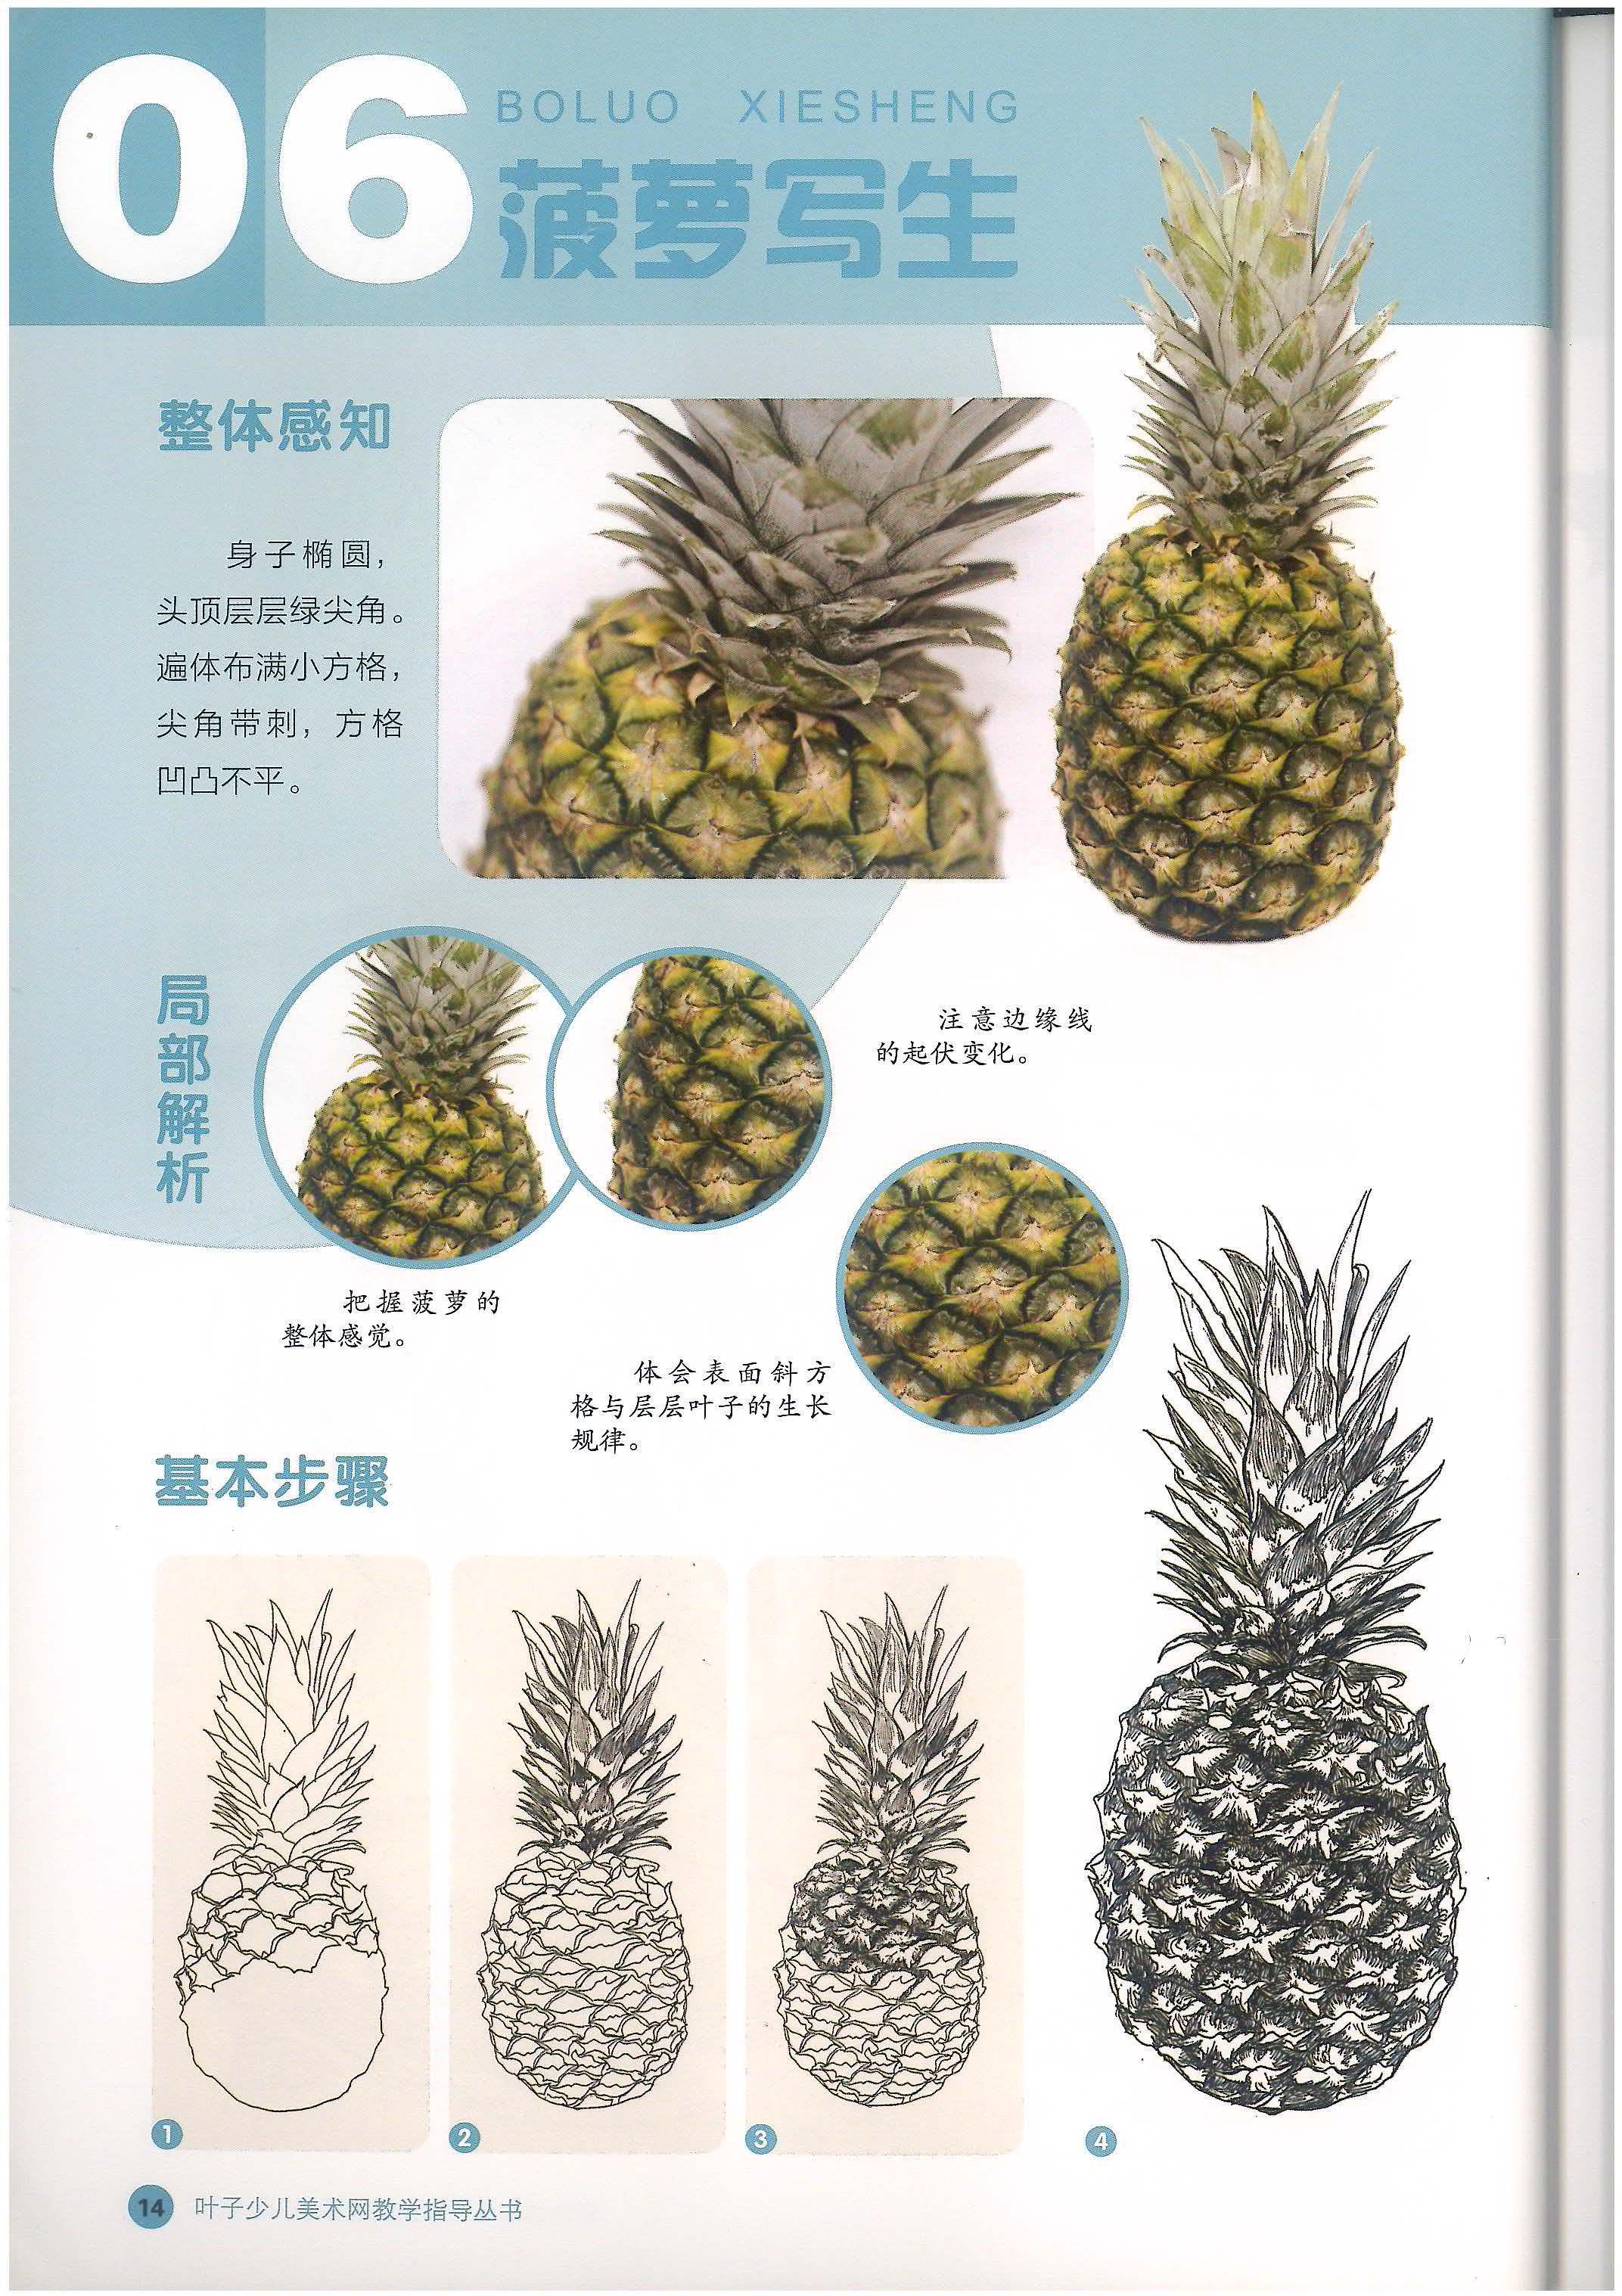 06
BOLUO XIESHENG
菠萝写生
整体感知
身子椭圆，
头顶层层绿尖角。
遍体布满小方格，
尖角带刺，方格
凹凸不平。
局部解析
注意边缘线
的起伏变化。
把握菠萝的
整体感觉。
体会表面斜方
格与层层叶子的生长
规律。
基本步骤
1
2
3
4
14 叶子少儿美术网教学指导丛书